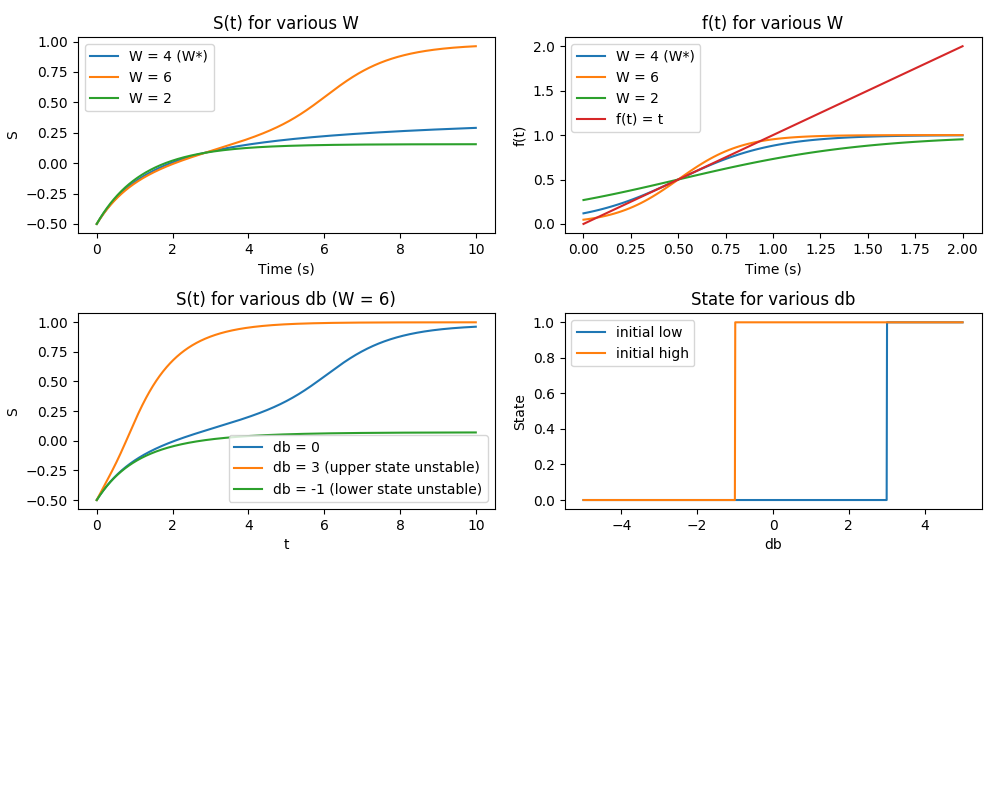 S(t) for various W
1.00
0.75
0.50
0.25
0.00
−0.25
−0.50
S
W = 4 (W*)
W = 6
W = 2
0
2
4
6
8
10
Time (s)
f(t) for various W
2.0
1.5
1.0
0.5
0.0
f(t)
W = 4 (W*)
W = 6
W = 2
f(t) = t
0.00
0.25
0.50
0.75
1.00
1.25
1.50
1.75
2.00
Time (s)
S(t) for various db (W = 6)
1.00
0.75
0.50
0.25
0.00
−0.25
−0.50
S
db = 0
db = 3 (upper state unstable)
db = -1 (lower state unstable)
0
2
4
6
8
10
t
State for various db
1.0
0.8
0.6
0.4
0.2
0.0
State
initial low
initial high
−4
−2
0
2
4
db